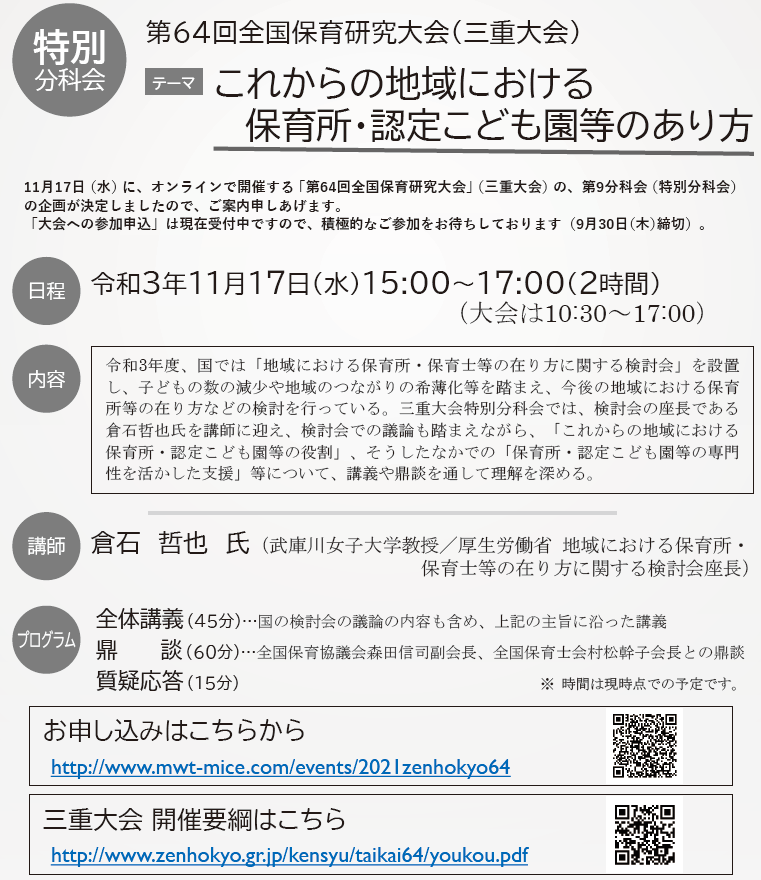 特別
分科会
第64回全国保育研究大会（三重大会）
テーマ
これからの地域における
保育所・認定こども園等のあり方
11月17日（水）に、オンラインで開催する「第64回全国保育研究大会」（三重大会）の、第9分科会（特別分科会）
の企画が決定しましたので、ご案内申しあげます。
「大会への参加申込」は現在受付中ですので、積極的なご参加をお待ちしております（9月30日（木）締切）。
日程
令和3年11月17日（水）15:00～17:00（2時間）
（大会は10:30～17:00）
内容
令和3年度、国では「地域における保育所・保育士等の在り方に関する検討会」を設置
し、子どもの数の減少や地域のつながりの希薄化等を踏まえ、今後の地域における保育
所等の在り方などの検討を行っている。三重大会特別分科会では、検討会の座長である
倉石哲也氏を講師に迎え、検討会での議論も踏まえながら、「これからの地域における
保育所・認定こども園等の役割」、そうしたなかでの「保育所・認定こども園等の専門
性を活かした支援」等について、講義や鼎談を通して理解を深める。
講師
倉石 哲也 氏（武庫川女子大学教授／厚生労働省 地域における保育所・
保育士等の在り方に関する検討会座長）
プログラム
全体講義（45分）…国の検討会の議論の内容も含め、上記の主旨に沿った講義
鼎 談（60分）…全国保育協議会森田信司副会長、全国保育士会村松幹子会長との鼎談
質疑応答（15分）
※ 時間は現時点での予定です。
お申し込みはこちらから
http://www.mwt-mice.com/events/2021zenhokyo64
三重大会 開催要綱はこちら
http://www.zenhokyo.gr.jp/kensyu/taikai64/youkou.pdf